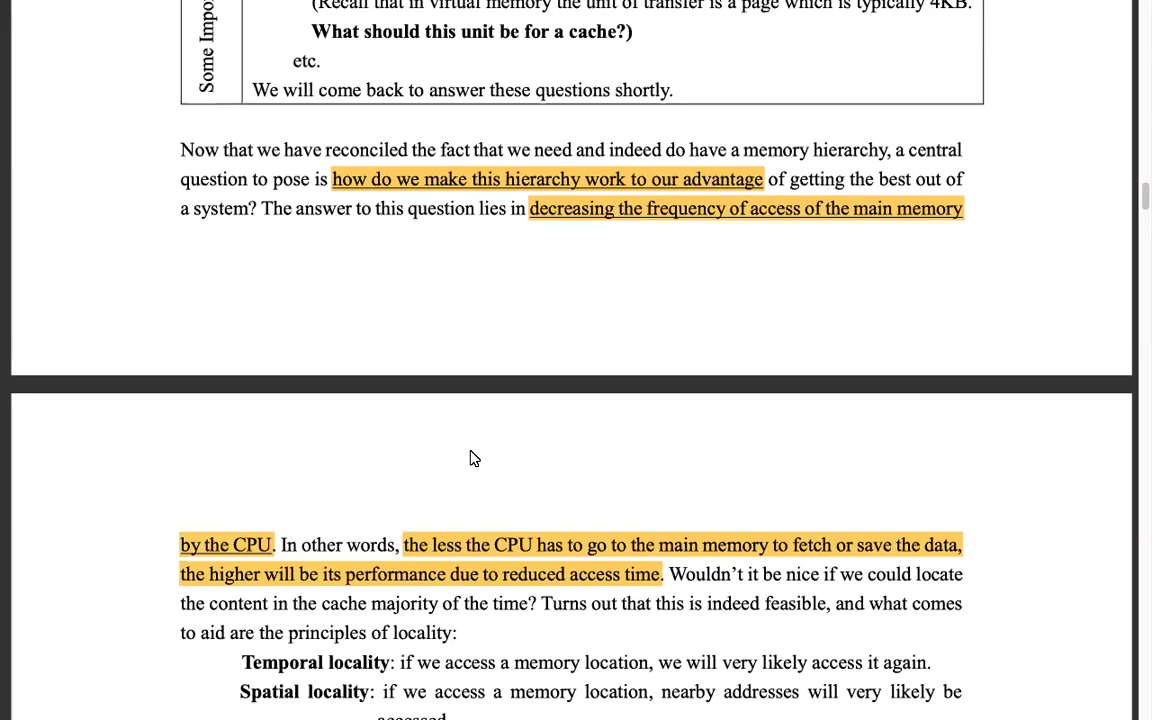 (Recall that in virtual memory the unit of transfer is a page which is typically 4KB.
Some Impo
What should this unit be for a cache?)
etc.
We will come back to answer these questions shortly.
Now that we have reconciled the fact that we need and indeed do have a memory hierarchy, a central
question to pose is how do we make this hierarchy work to our advantage of getting the best out of
a system? The answer to this question lies in decreasing the frequency of access of the main memory
by the CPU. In other words, the less the CPU has to go to the main memory to fetch or save the data,
the higher will be its performance due to reduced access time. Wouldn’t it be nice if we could locate
the content in the cache majority of the time? Turns out that this is indeed feasible, and what comes
to aid are the principles of locality:
Temporal locality: if we access a memory location, we will very likely access it again.
Spatial locality: if we access a memory location, nearby addresses will very likely be
accessed